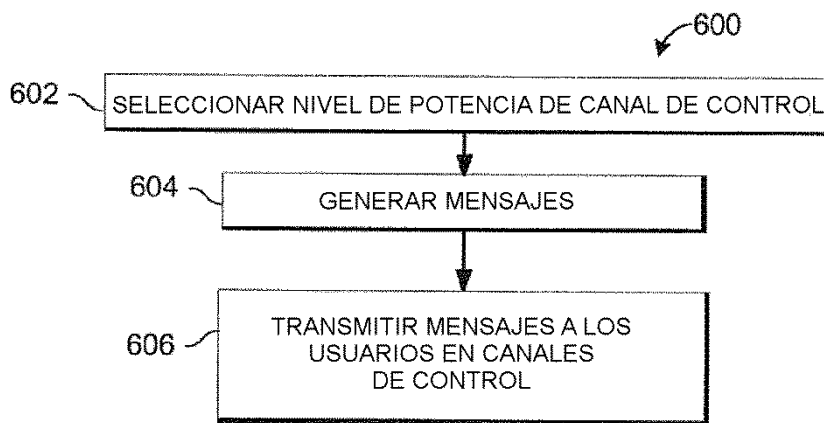 600
602
SELECCIONAR NIVEL DE POTENCIA DE CANAL DE CONTROL
604
GENERAR MENSAJES
606
TRANSMITIR MENSAJES A LOS
USUARIOS EN CANALES
DE CONTROL